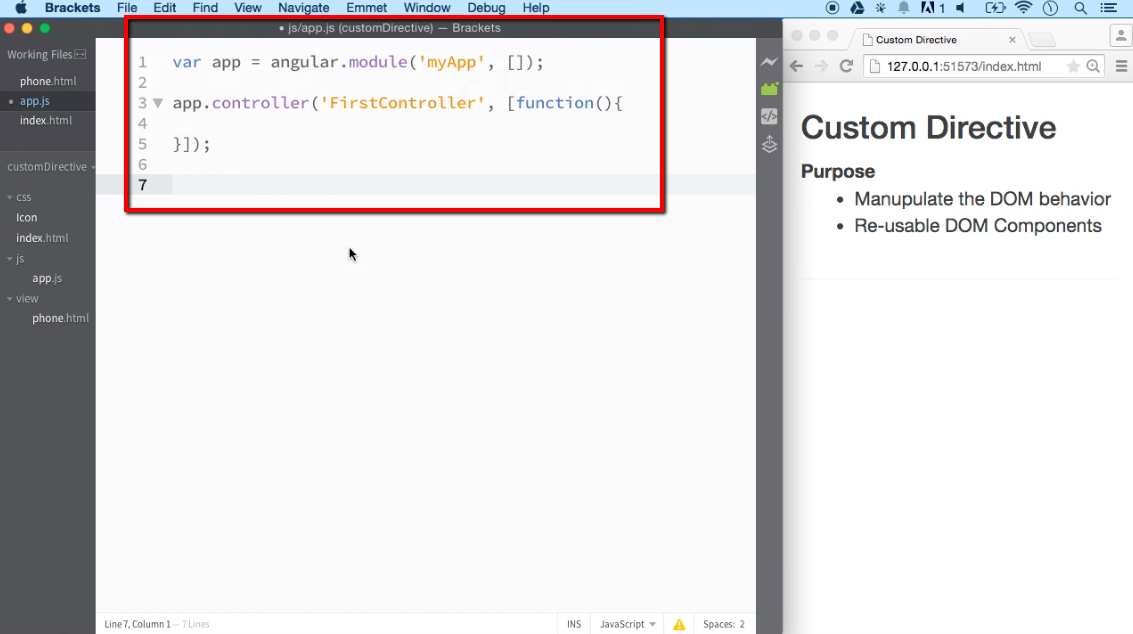 Brackets File Edit Find View Navigate Emmet Window Debug Help 1
• js/app.js (customDirective) — Brackets
Working Files
phone.html
• app.js
index.html
customDirective
css
Icon
index.html
js
app.js
view
phone.html
1 var app = angular.module('myApp', []);
2
3 app.controller('FirstController', [function(){
4
5 }]);
6
7
Line 7, Column 1 — 7 Lines
INS JavaScript Spaces: 2
Custom Directive
127.0.0.1:51573/index.html
Custom Directive
Purpose
• Manupulate the DOM behavior
• Re-usable DOM Components